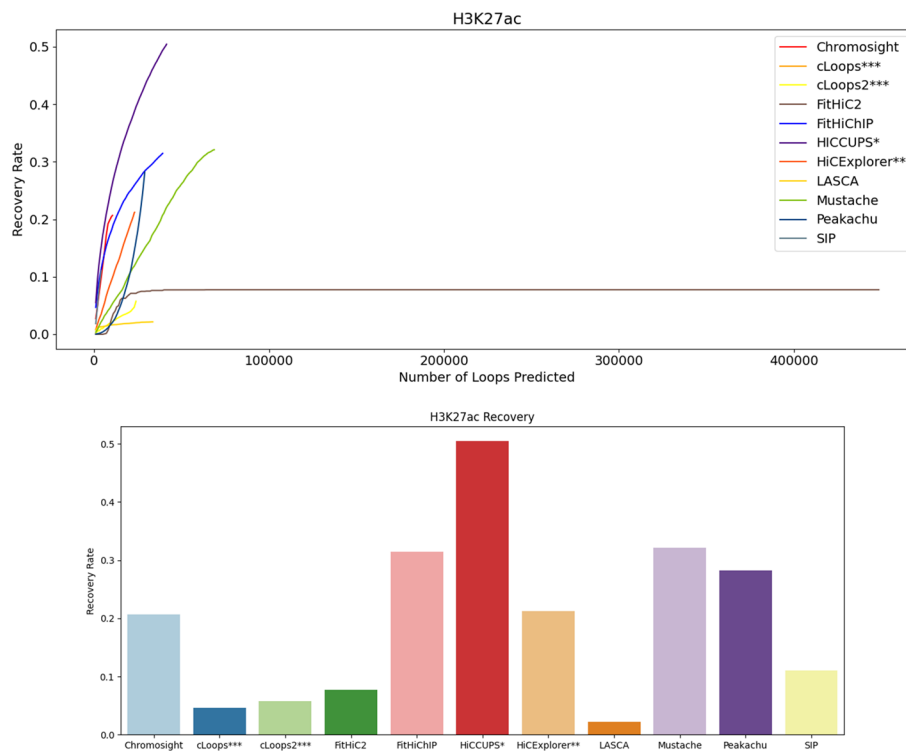 H3K27ac
0.5
0.4
0.3
0.2
0.1
0.0
Recovery Rate
0 100000 200000 300000 400000
Number of Loops Predicted
Chromosight
cLoops***
cLoops2***
FitHiC2
FitHiChIP
HICCUPS*
HiCExplorer**
LASCA
Mustache
Peakachu
SIP
H3K27ac Recovery
0.5
0.4
0.3
0.2
0.1
0.0
Recovery Rate
Chromosight cLoops*** cLoops2*** FitHiC2 FitHiChIP HiCCUPS* HiCExplorer** LASCA Mustache Peakachu SIP